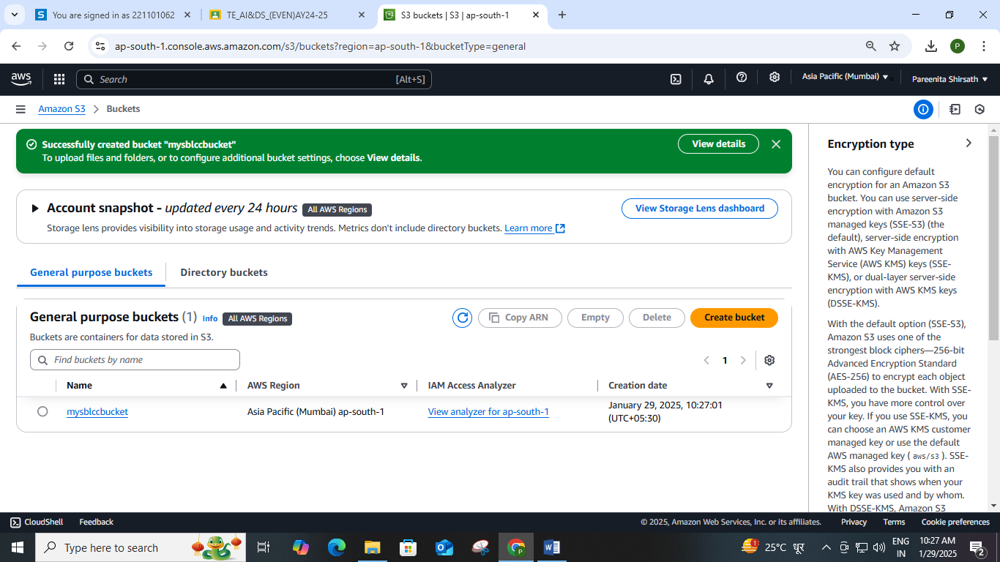 You are signed in as 221101062
TE_AI&DS_(EVEN)AY24-25
S3 buckets | S3 | ap-south-1
ap-south-1.console.aws.amazon.com/s3/buckets?region=ap-south-1&bucketType=general
P
aws
Search
[Alt+S]
Asia Pacific (Mumbai)
Pareenita Shirsath
Amazon S3
Buckets
Successfully created bucket "mysblccbucket"
To upload files and folders, or to configure additional bucket settings, choose View details.
View details
Account snapshot - updated every 24 hours
All AWS Regions
Storage lens provides visibility into storage usage and activity trends. Metrics don't include directory buckets. Learn more
View Storage Lens dashboard
General purpose buckets
Directory buckets
General purpose buckets (1)
Info
All AWS Regions
Copy ARN
Empty
Delete
Create bucket
Buckets are containers for data stored in S3.
Find buckets by name
1
Name
AWS Region
IAM Access Analyzer
Creation date
mysblccbucket
Asia Pacific (Mumbai) ap-south-1
View analyzer for ap-south-1
January 29, 2025, 10:27:01
(UTC+05:30)
Encryption type
You can configure default
encryption for an Amazon S3
bucket. You can use server-side
encryption with Amazon S3
managed keys (SSE-S3) (the
default), server-side encryption
with AWS Key Management
Service (AWS KMS) keys (SSE-
KMS), or dual-layer server-side
encryption with AWS KMS keys
(DSSE-KMS).
With the default option (SSE-S3),
Amazon S3 uses one of the
strongest block ciphers—256-bit
Advanced Encryption Standard
(AES-256) to encrypt each object
uploaded to the bucket. With SSE-
KMS, you have more control over
your key. If you use SSE-KMS, you
can choose an AWS KMS customer
managed key or use the default
AWS managed key ( aws/s3 ). SSE-
KMS also provides you with an
audit trail that shows when your
KMS key was used and by whom.
With DSSE-KMS, Amazon S3
CloudShell
Feedback
© 2025, Amazon Web Services, Inc. or its affiliates.
Privacy
Terms
Cookie preferences
Type here to search
25°C
धूर
ENG
IN
10:27 AM
1/29/2025
2